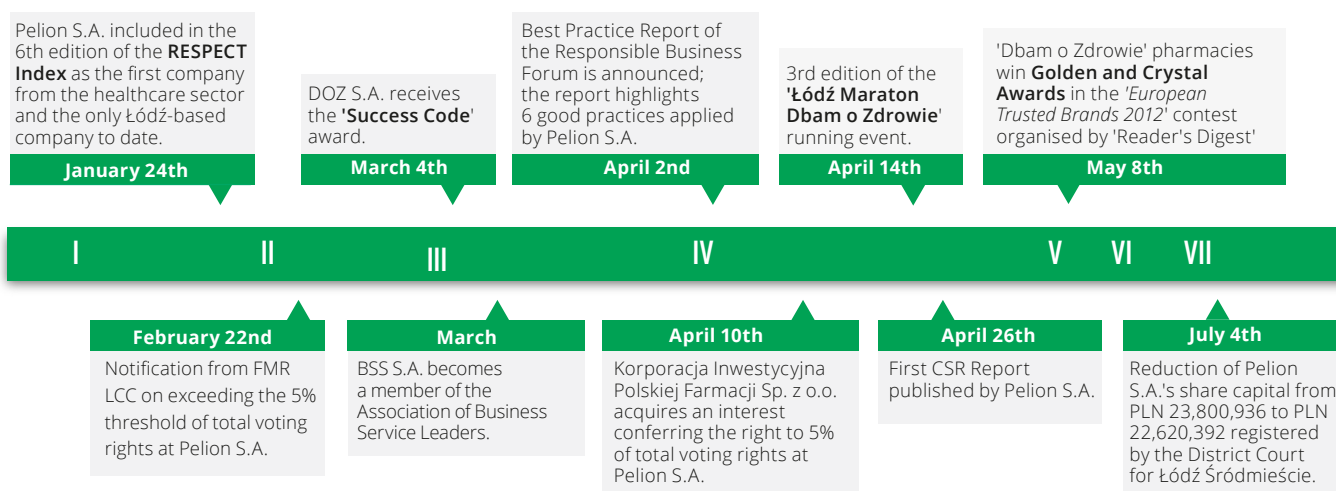 Pelion S.A. included in the
6th edition of the RESPECT
Index as the first company
from the healthcare sector
and the only Łódź-based
company to date.
January 24th
DOZ S.A. receives
the 'Success Code'
award.
March 4th
Best Practice Report of
the Responsible Business
Forum is announced;
the report highlights
6 good practices applied
by Pelion S.A.
April 2nd
3rd edition of the
'Łódź Maraton
Dbam o Zdrowie'
running event.
April 14th
'Dbam o Zdrowie' pharmacies
win Golden and Crystal
Awards in the 'European
Trusted Brands 2012' contest
organised by 'Reader's Digest'
May 8th
I II III IV V VI VII
February 22nd
Notification from FMR
LCC on exceeding the 5%
threshold of total voting
rights at Pelion S.A.
March
BSS S.A. becomes
a member of the
Association of Business
Service Leaders.
April 10th
Korporacja Inwestycyjna
Polskiej Farmacji Sp. z o.o.
acquires an interest
conferring the right to 5%
of total voting rights at
Pelion S.A.
April 26th
First CSR Report
published by Pelion S.A.
July 4th
Reduction of Pelion
S.A.'s share capital from
PLN 23,800,936 to PLN
22,620,392 registered
by the District Court
for Łódź Śródmieście.